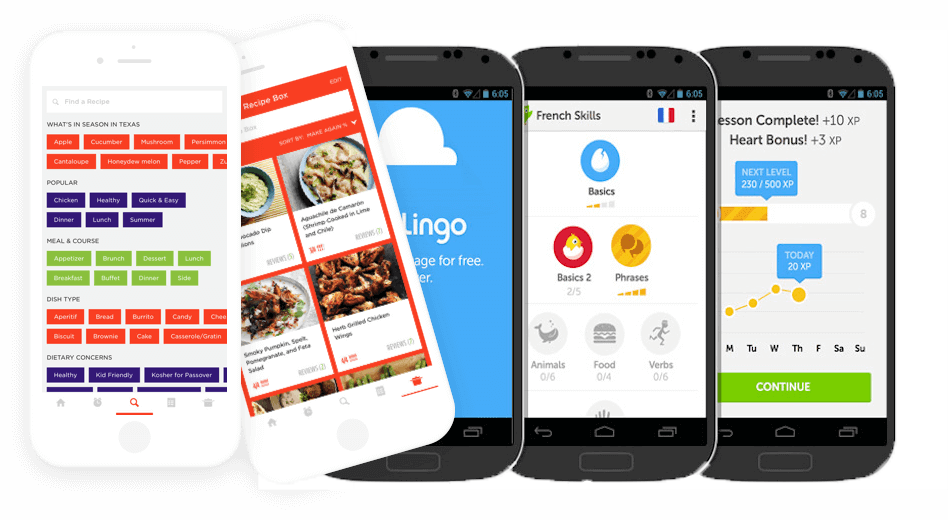 Find a Recipe
WHAT'S IN SEASON IN TEXAS
Apple Cucumber Mushroom Persimmon
Cantaloupe Honeydew melon Pepper Zu
POPULAR
Chicken Healthy Quick & Easy
Dinner Lunch Summer
MEAL & COURSE
Appetizer Brunch Dessert Lunch
Breakfast Buffet Dinner Side
DISH TYPE
Aperitif Bread Burrito Candy Chee
Biscuit Brownie Cake Casserole/Gratin
DIETARY CONCERNS
Healthy Kid Friendly Kosher for Passover
Recipe Box EDIT
Box
SORT BY: MAKE AGAIN %
ocado Dip
ions
REVIEWS (5)
Aguachile de Camarón
(Shrimp Cooked in Lime
and Chile)
REVIEWS (2)
Smoky Pumpkin, Spelt,
Pomegranate, and Feta
Salad
REVIEWS (2)
Herb Grilled Chicken
Wings
REVIEWS (2)
6:05
lingo
age for free.
er.
6:05
French Skills
Basics
Basics 2 Phrases
2/5
Animals Food Verbs
0/6 0/4 0/6
6:05
esson Complete! +10 XP
Heart Bonus! +3 XP
NEXT LEVEL
230 / 500 XP
8
TODAY
20 XP
M Tu W Th F Sa Su
CONTINUE